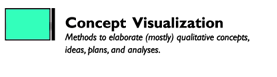 Concept Visualization
Methods to elaborate (mostly) qualitative concepts,
ideas, plans, and analyses.